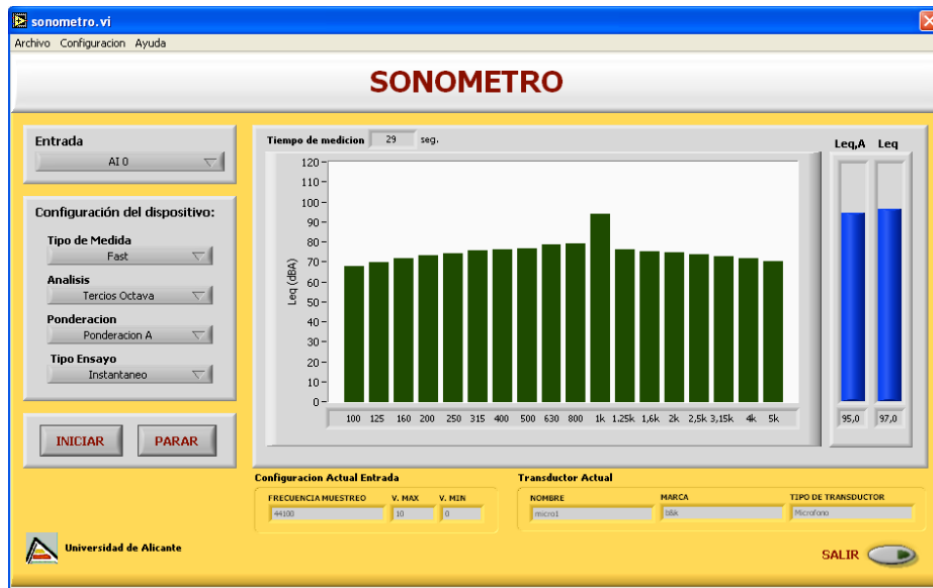 sonometro.vi
Archivo Configuracion Ayuda
SONOMETRO
Entrada
AI 0
Configuración del dispositivo:
Tipo de Medida
Fast
Analisis
Tercios Octava
Ponderacion
Ponderacion A
Tipo Ensayo
Instantaneo
INICIAR PARAR
Tiempo de medicion 29 seg.
Leq (dBA)
120
110
100
90
80
70
60
50
40
30
20
10
0
100 125 160 200 250 315 400 500 630 800 1k 1.25k 1,6k 2k 2,5k 3,15k 4k 5k
Leq,A Leq
95,0 97,0
Configuracion Actual Entrada
FRECUENCIA MUESTREO V. MAX V. MIN
44100 10 0
Transductor Actual
NOMBRE MARCA TIPO DE TRANSDUCTOR
micro1 Microfono
Universidad de Alicante
SALIR